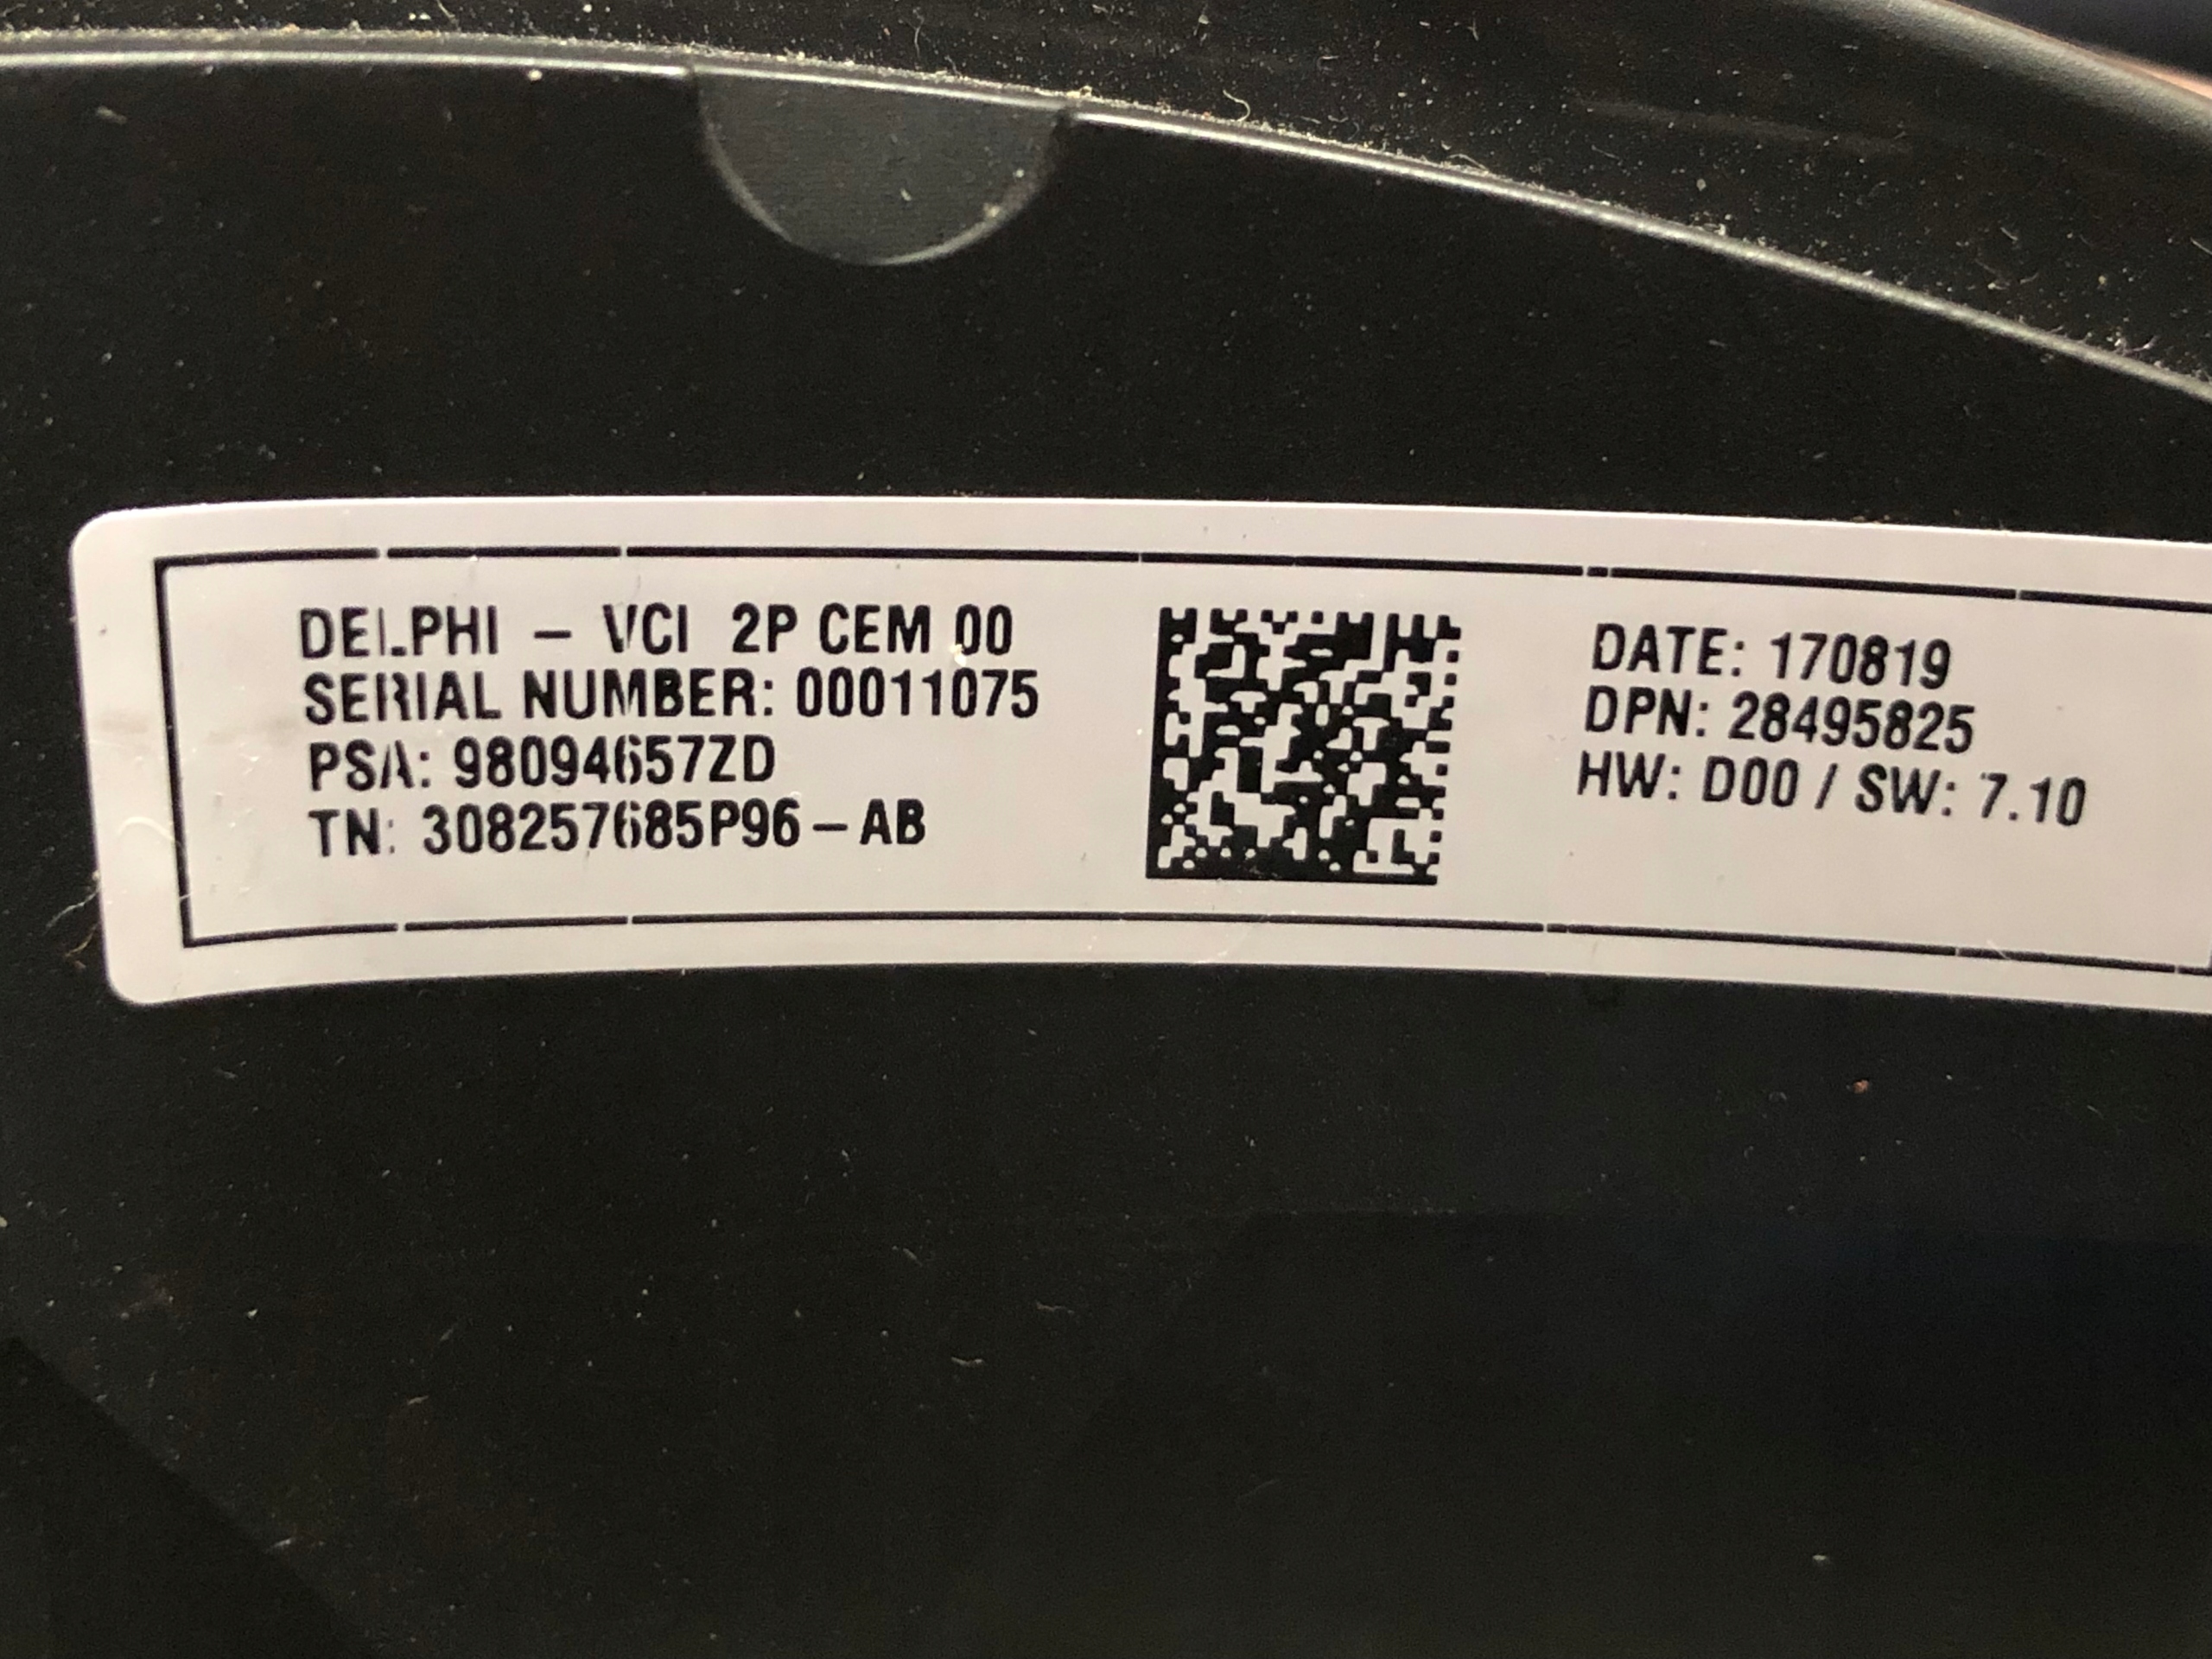 DELPHI – VCI 2P CEM 00
SERIAL NUMBER: 00011075
PSA: 98094657ZD
TN: 308257685P96–AB
DATE: 170819
DPN: 28495825
HW: D00 / SW: 7.10